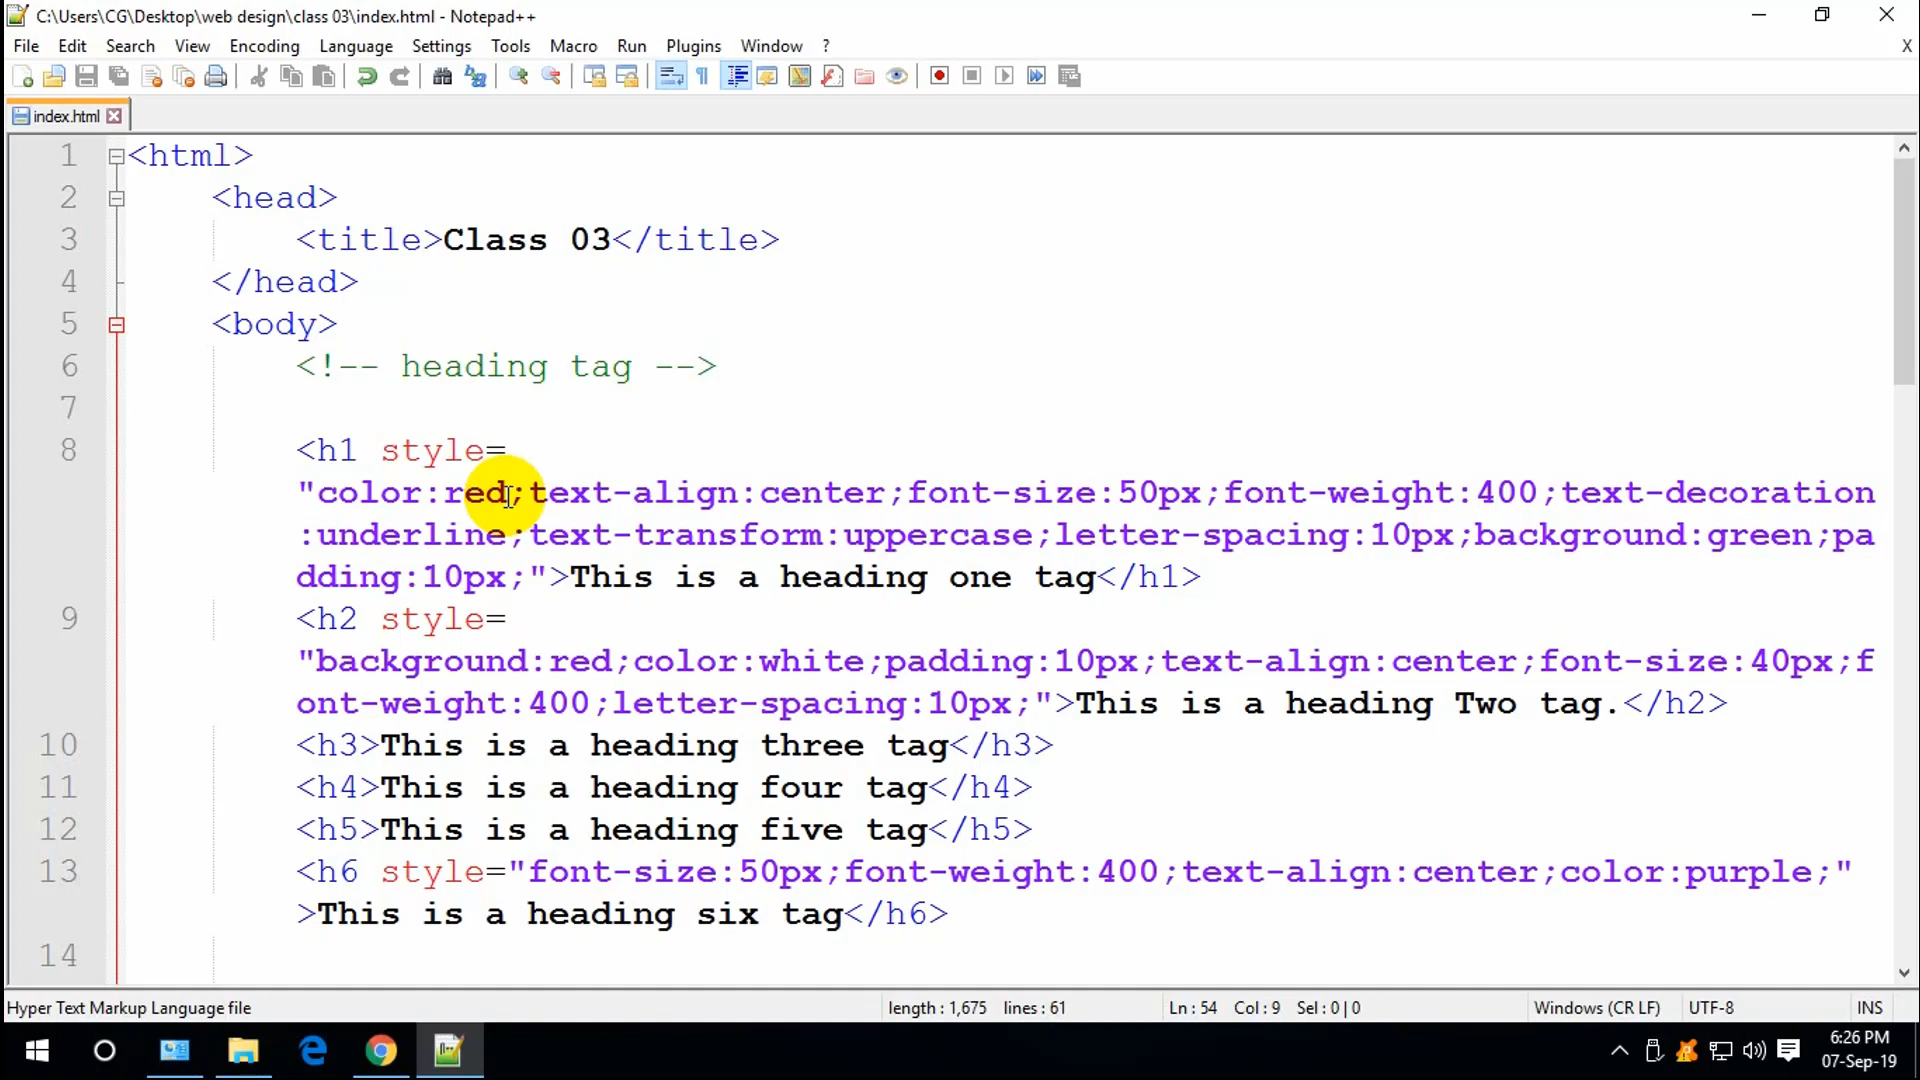 C:\Users\CG\Desktop\web design\class 03\index.html - Notepad++
File Edit Search View Encoding Language Settings Tools Macro Run Plugins Window ? X
index.html
1 <html>
2 <head>
3 <title>Class 03</title>
4 </head>
5 <body>
6 <!-- heading tag -->
7
8 <h1 style=
"color:red;text-align:center;font-size:50px;font-weight:400;text-decoration
:underline;text-transform:uppercase;letter-spacing:10px;background:green;pa
dding:10px;">This is a heading one tag</h1>
9 <h2 style=
"background:red;color:white;padding:10px;text-align:center;font-size:40px;f
ont-weight:400;letter-spacing:10px;">This is a heading Two tag.</h2>
10 <h3>This is a heading three tag</h3>
11 <h4>This is a heading four tag</h4>
12 <h5>This is a heading five tag</h5>
13 <h6 style="font-size:50px;font-weight:400;text-align:center;color:purple;"
>This is a heading six tag</h6>
14
Hyper Text Markup Language file length : 1,675 lines : 61 Ln : 54 Col : 9 Sel : 0 | 0 Windows (CR LF) UTF-8 INS
6:26 PM
07-Sep-19